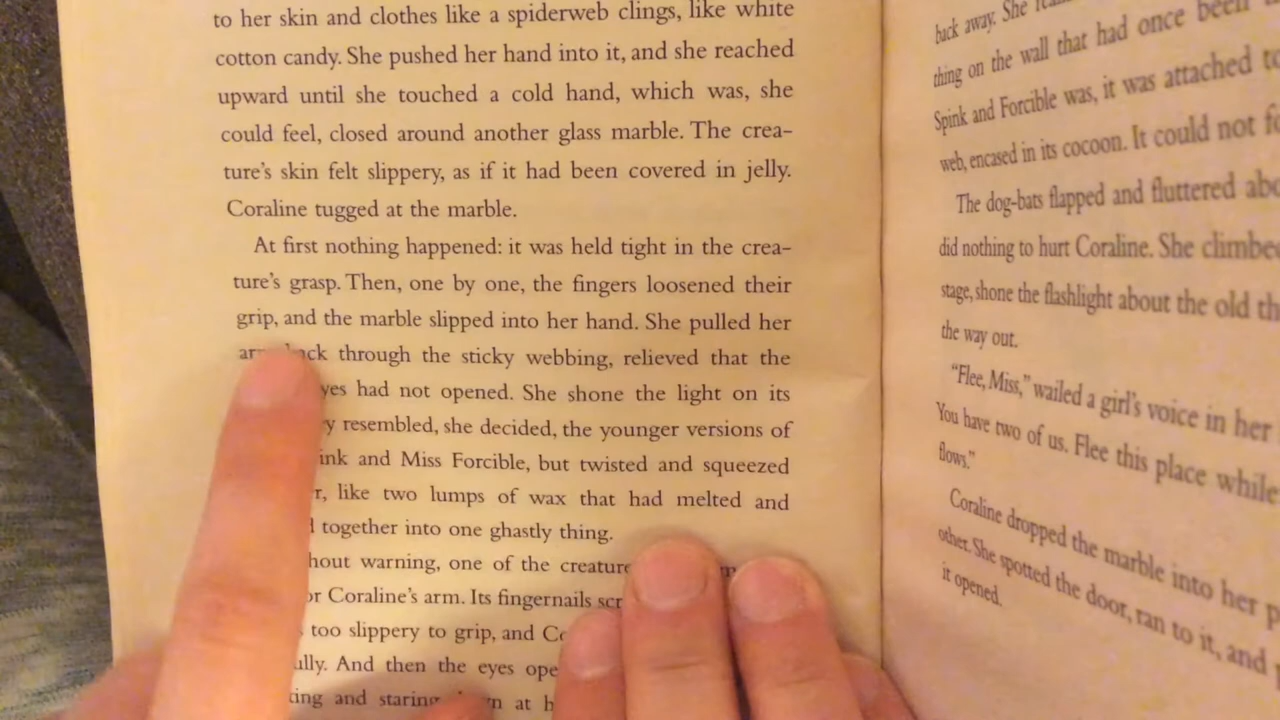 to her skin and clothes like a spiderweb clings, like white
cotton candy. She pushed her hand into it, and she reached
upward until she touched a cold hand, which was, she
could feel, closed around another glass marble. The crea-
ture's skin felt slippery, as if it had been covered in jelly.
Coraline tugged at the marble.
At first nothing happened: it was held tight in the crea-
ture's grasp. Then, one by one, the fingers loosened their
grip, and the marble slipped into her hand. She pulled her
through the sticky webbing, relieved that the
had not opened. She shone the light on its
resembled, she decided, the younger versions of
and Miss Forcible, but twisted and squeezed
like two lumps of wax that had melted and
together into one ghastly thing.
warning, one of the
Coraline's arm. Its fingernails
too slippery to grip, and
And then the eyes
and staring at
back away. She
thing on the wall that had once been
Spink and Forcible was, it was attached to
web, encased in its cocoon. It could not
The dog-bats flapped and fluttered
did nothing to hurt Coraline. She climbed
stage, shone the flashlight about the old
the way out.
"Flee, Miss," wailed a girl's voice in her
You have two of us. Flee this place while
flows."
Coraline dropped the marble into her
other. She spotted the door, ran to it, and
it opened.